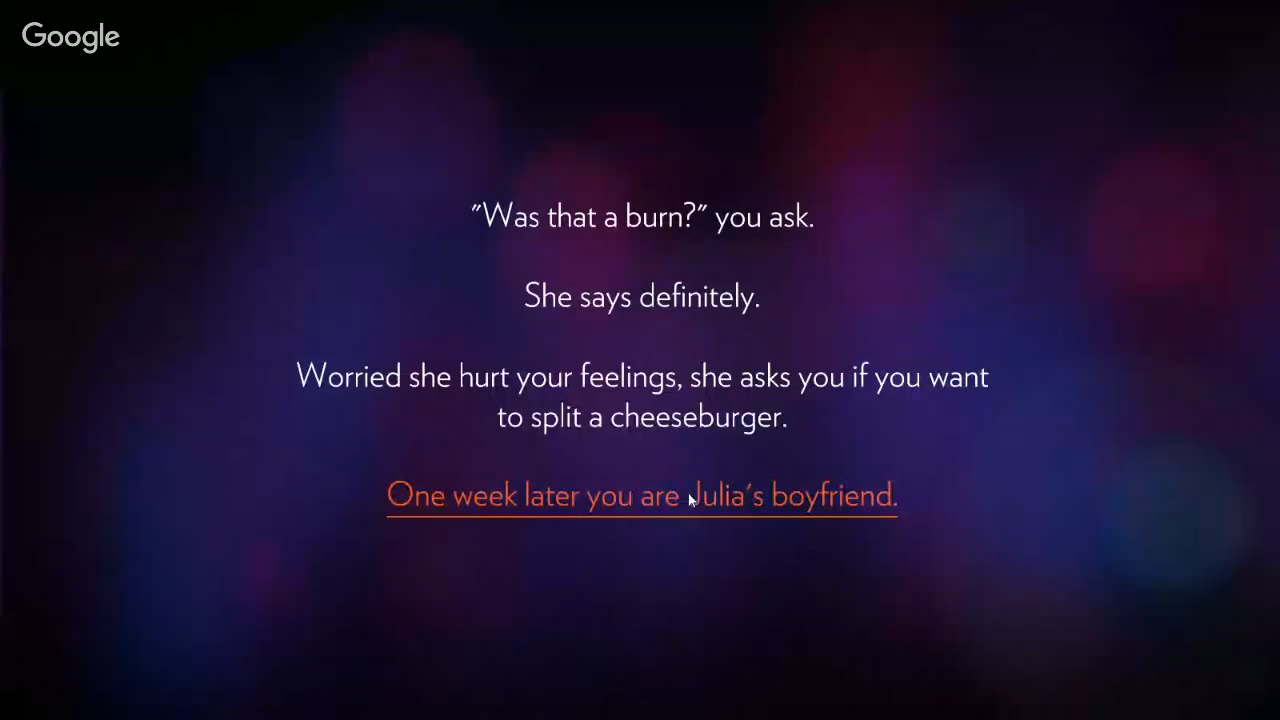 Google
"Was that a burn?" you ask.
She says definitely.
Worried she hurt your feelings, she asks you if you want
to split a cheeseburger.
One week later you are Julia's boyfriend.